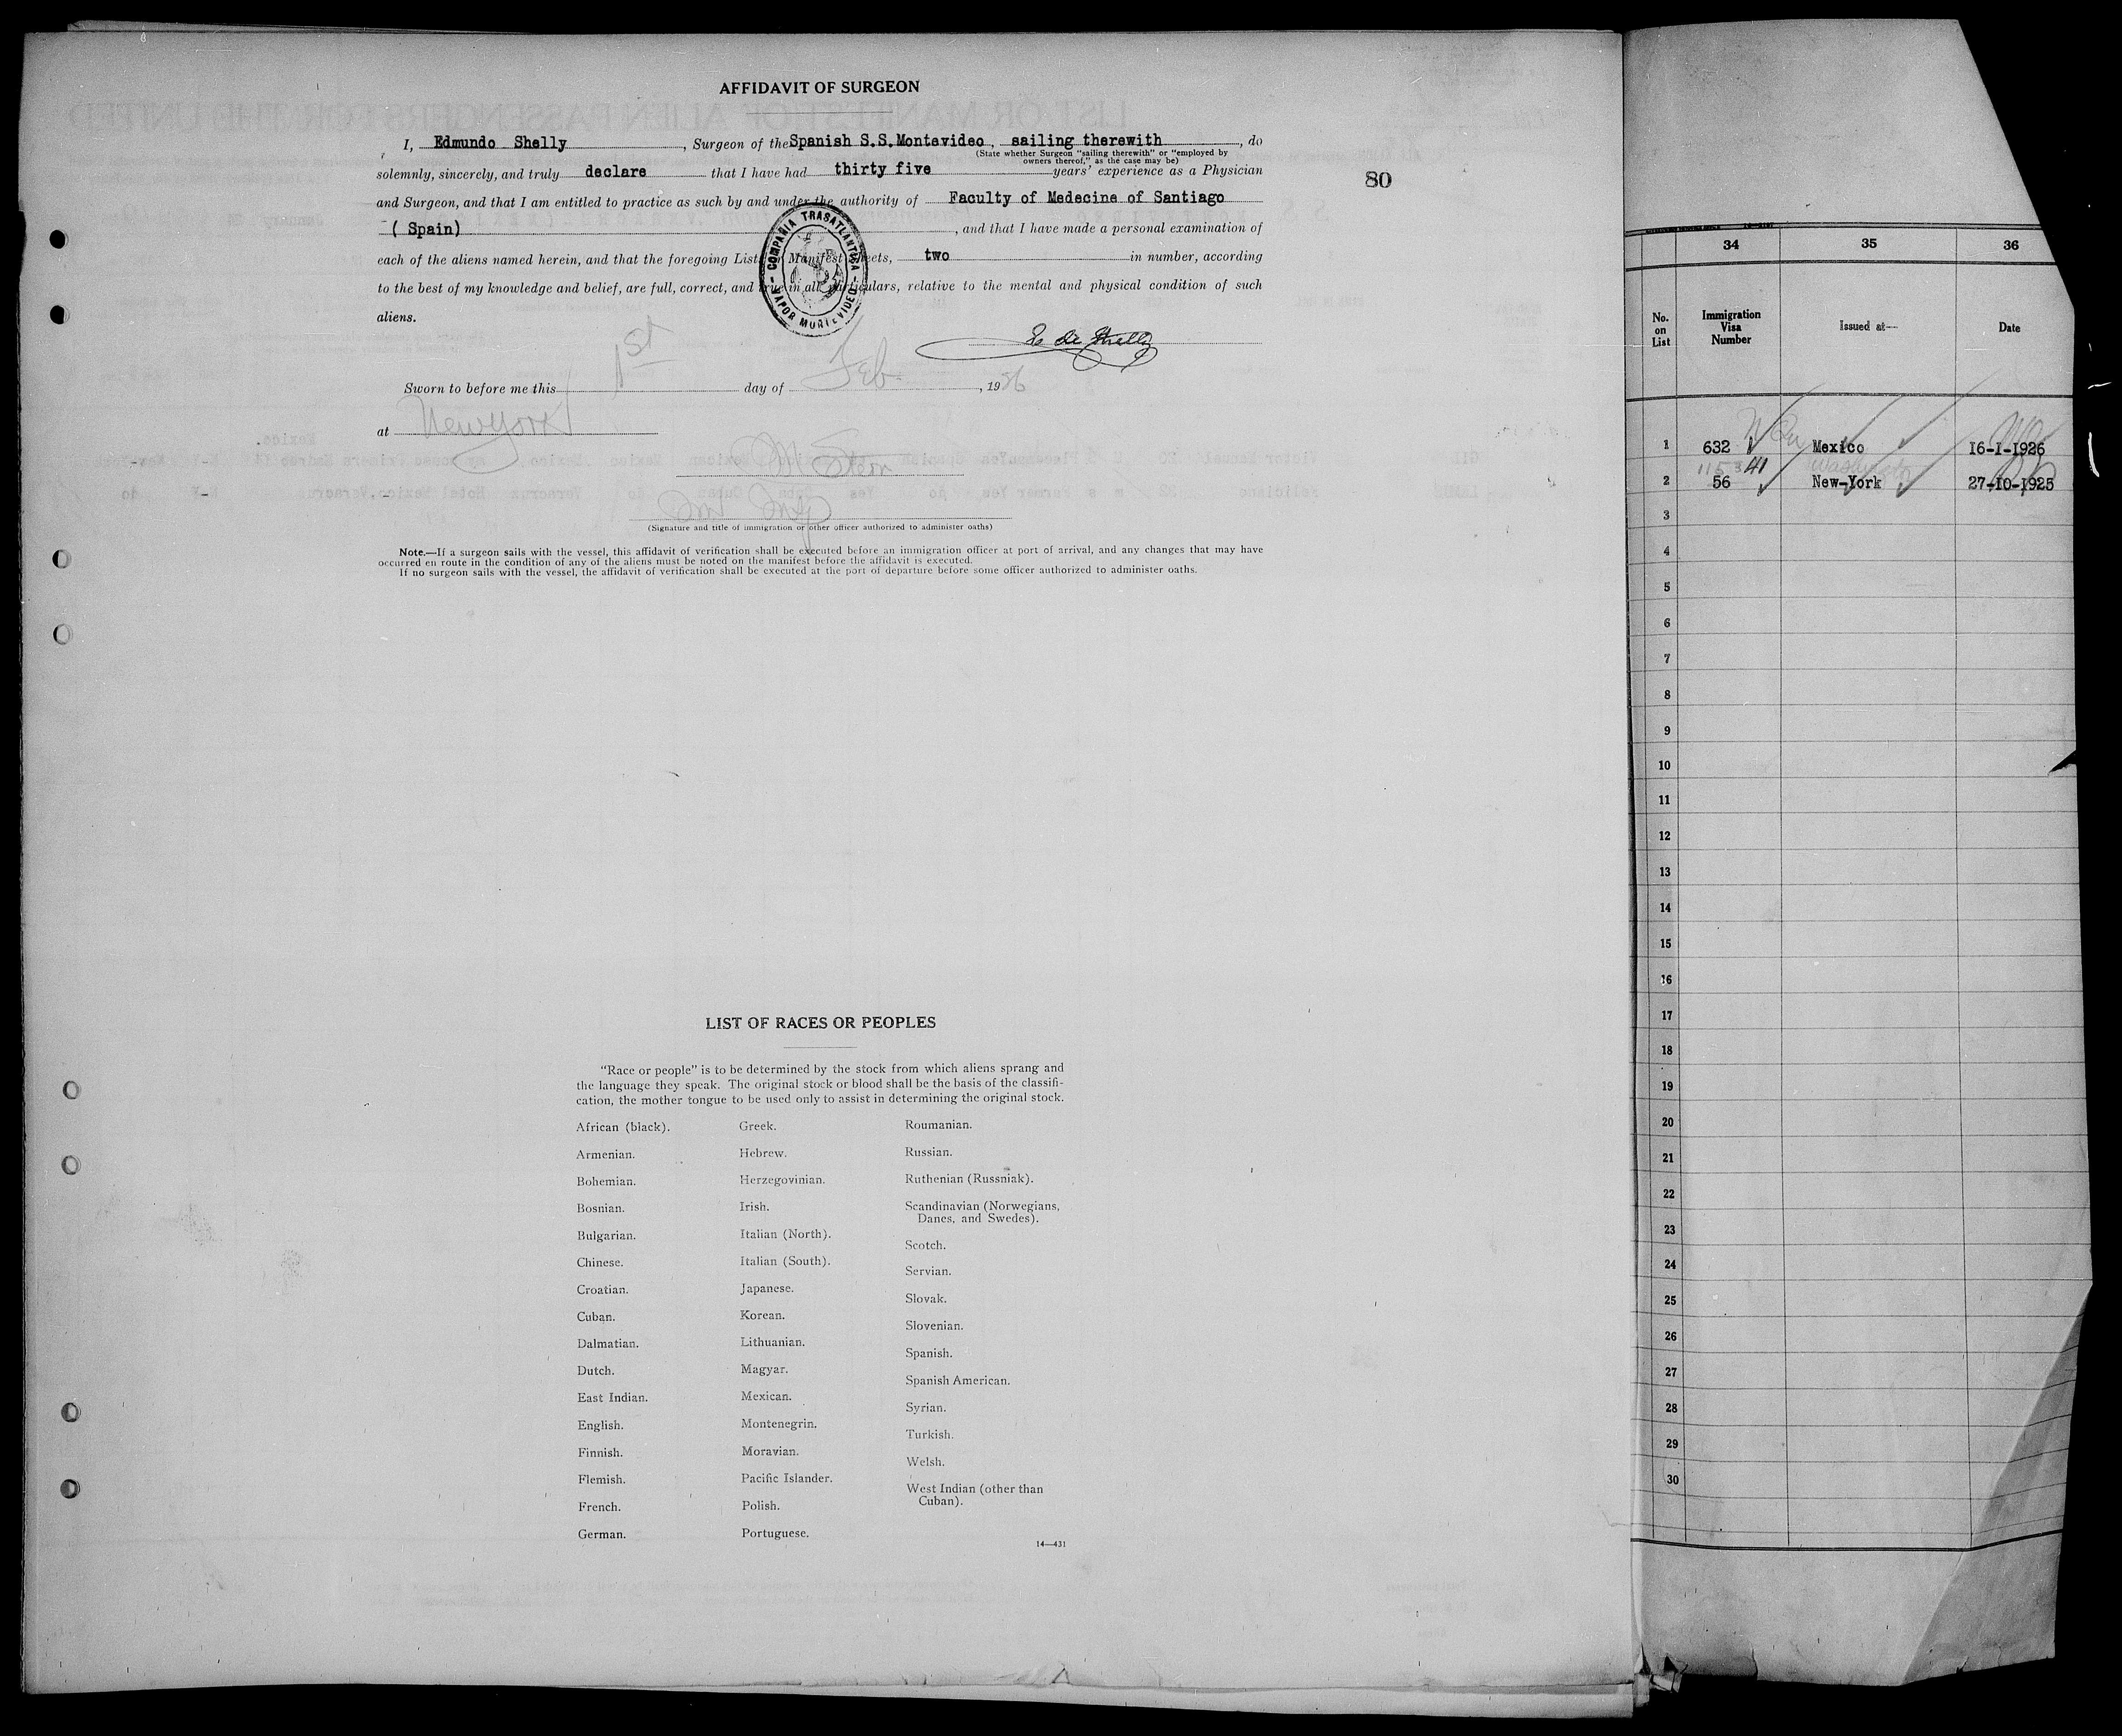 AFFIDAVIT OF SURGEON
I, Edmundo Shelly, Surgeon of the Spanish S.S.Montevideo, sailing therewith, do
(State whether Surgeon "sailing therewith" or "employed by
owners thereof," as the case may be)
solemnly, sincerely, and truly declare that I have had thirty five years' experience as a Physician
and Surgeon, and that I am entitled to practice as such by and under the authority of Faculty of Medecine of Santiago
( Spain), and that I have made a personal examination of
each of the aliens named herein, and that the foregoing List Manifest Sheets, two in number, according
to the best of my knowledge and belief, are full, correct, and true in all particulars, relative to the mental and physical condition of such
aliens.
COMPAÑIA TRASATLANTICA
VAPOR MONTEVIDEO
E de Shelly
Sworn to before me this 1st day of Feb., 1926
at New York
Stern
(Signature and title of immigration or other officer authorized to administer oaths)
Note.—If a surgeon sails with the vessel, this affidavit of verification shall be executed before an immigration officer at port of arrival, and any changes that may have
occurred en route in the condition of any of the aliens must be noted on the manifest before the affidavit is executed.
If no surgeon sails with the vessel, the affidavit of verification shall be executed at the port of departure before some officer authorized to administer oaths.
LIST OF RACES OR PEOPLES
"Race or people" is to be determined by the stock from which aliens sprang and
the language they speak. The original stock or blood shall be the basis of the classifi-
cation, the mother tongue to be used only to assist in determining the original stock.
African (black).
Armenian.
Bohemian.
Bosnian.
Bulgarian.
Chinese.
Croatian.
Cuban.
Dalmatian.
Dutch.
East Indian.
English.
Finnish.
Flemish.
French.
German.
Greek.
Hebrew.
Herzegovinian.
Irish.
Italian (North).
Italian (South).
Japanese.
Korean.
Lithuanian.
Magyar.
Mexican.
Montenegrin.
Moravian.
Pacific Islander.
Polish.
Portuguese.
Roumanian.
Russian.
Ruthenian (Russniak).
Scandinavian (Norwegians,
Danes, and Swedes).
Scotch.
Servian.
Slovak.
Slovenian.
Spanish.
Spanish American.
Syrian.
Turkish.
Welsh.
West Indian (other than
Cuban).
14—431
80
34 35 36
No. on List
Immigration Visa Number
Issued at—
Date
1 632 Mexico 16-I-1926
11534 Washington
2 56 New-York 27-10-1925
3
4
5
6
7
8
9
10
11
12
13
14
15
16
17
18
19
20
21
22
23
24
25
26
27
28
29
30